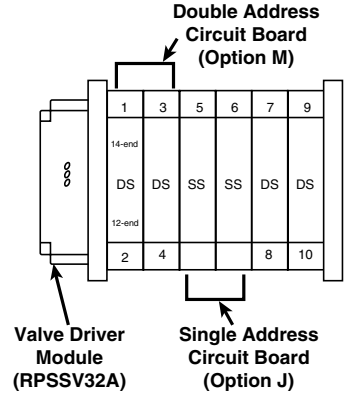 Double Address
Circuit Board
(Option M)
1 3 5 6 7 9
14-end
DS DS SS SS DS DS
12-end
2 4 8 10
Valve Driver
Module
(RPSSV32A)
Single Address
Circuit Board
(Option J)